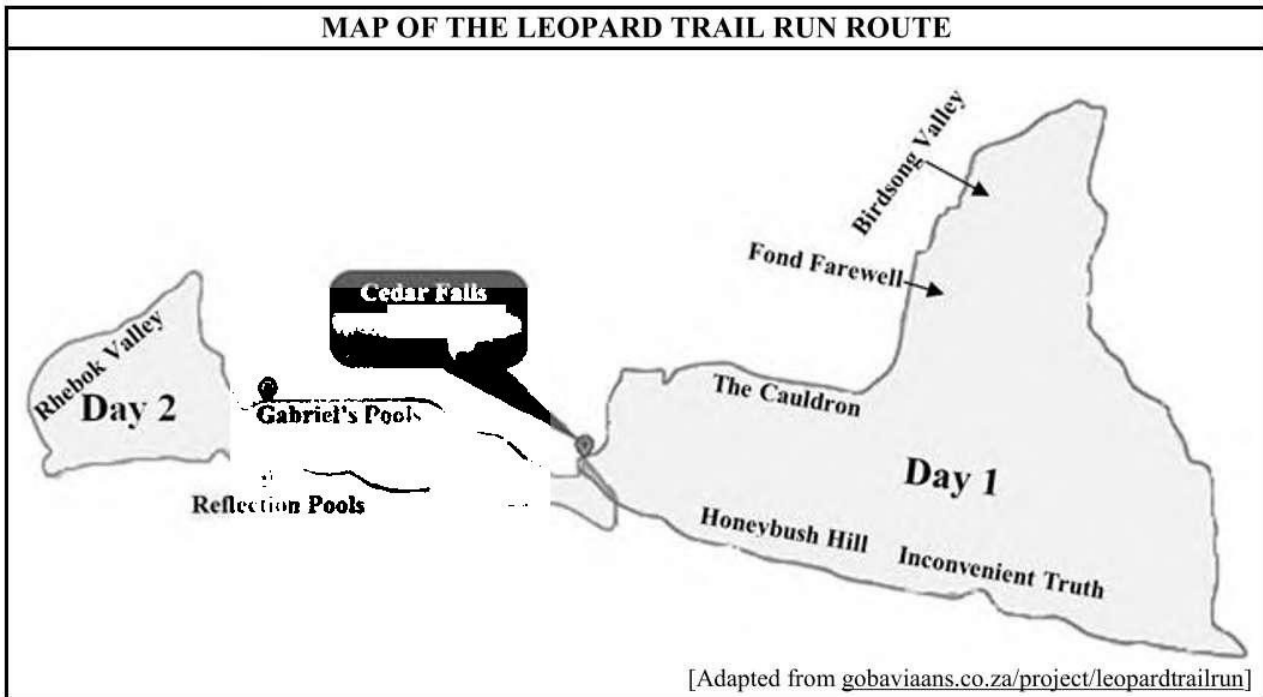 MAP OF THE LEOPARD TRAIL RUN ROUTE
Birdsong Valley
Fond Farewell
Cedar Falls
Rhebok Valley
Day 2
Gabriel's Pools
The Cauldron
Day 1
Reflection Pools
Honeybush Hill
Inconvenient Truth
[Adapted from gobaviaans.co.za/project/leopardtrailrun]